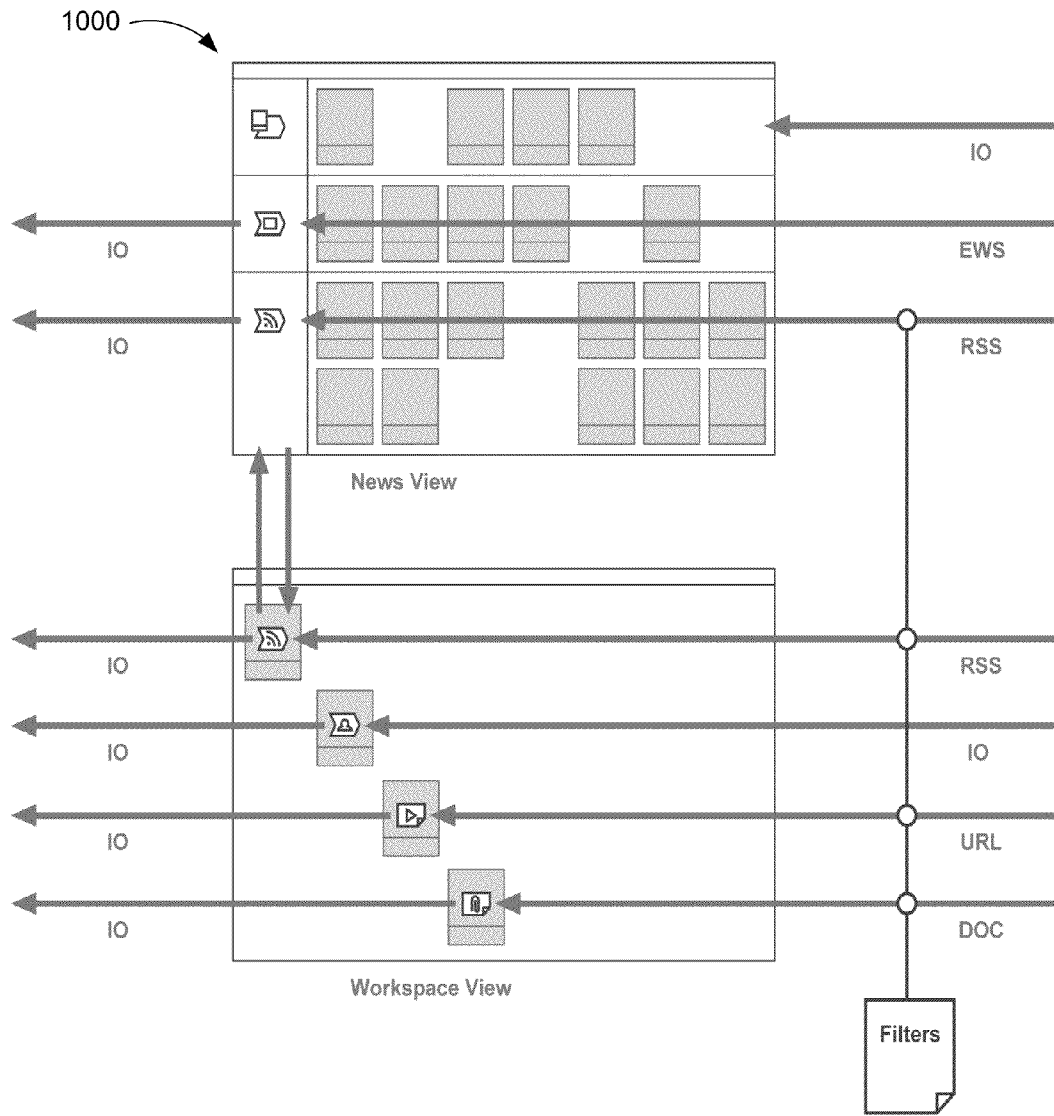 1000
IO
IO
EWS
IO
RSS
News View
IO
RSS
IO
IO
IO
URL
IO
DOC
Workspace View
Filters